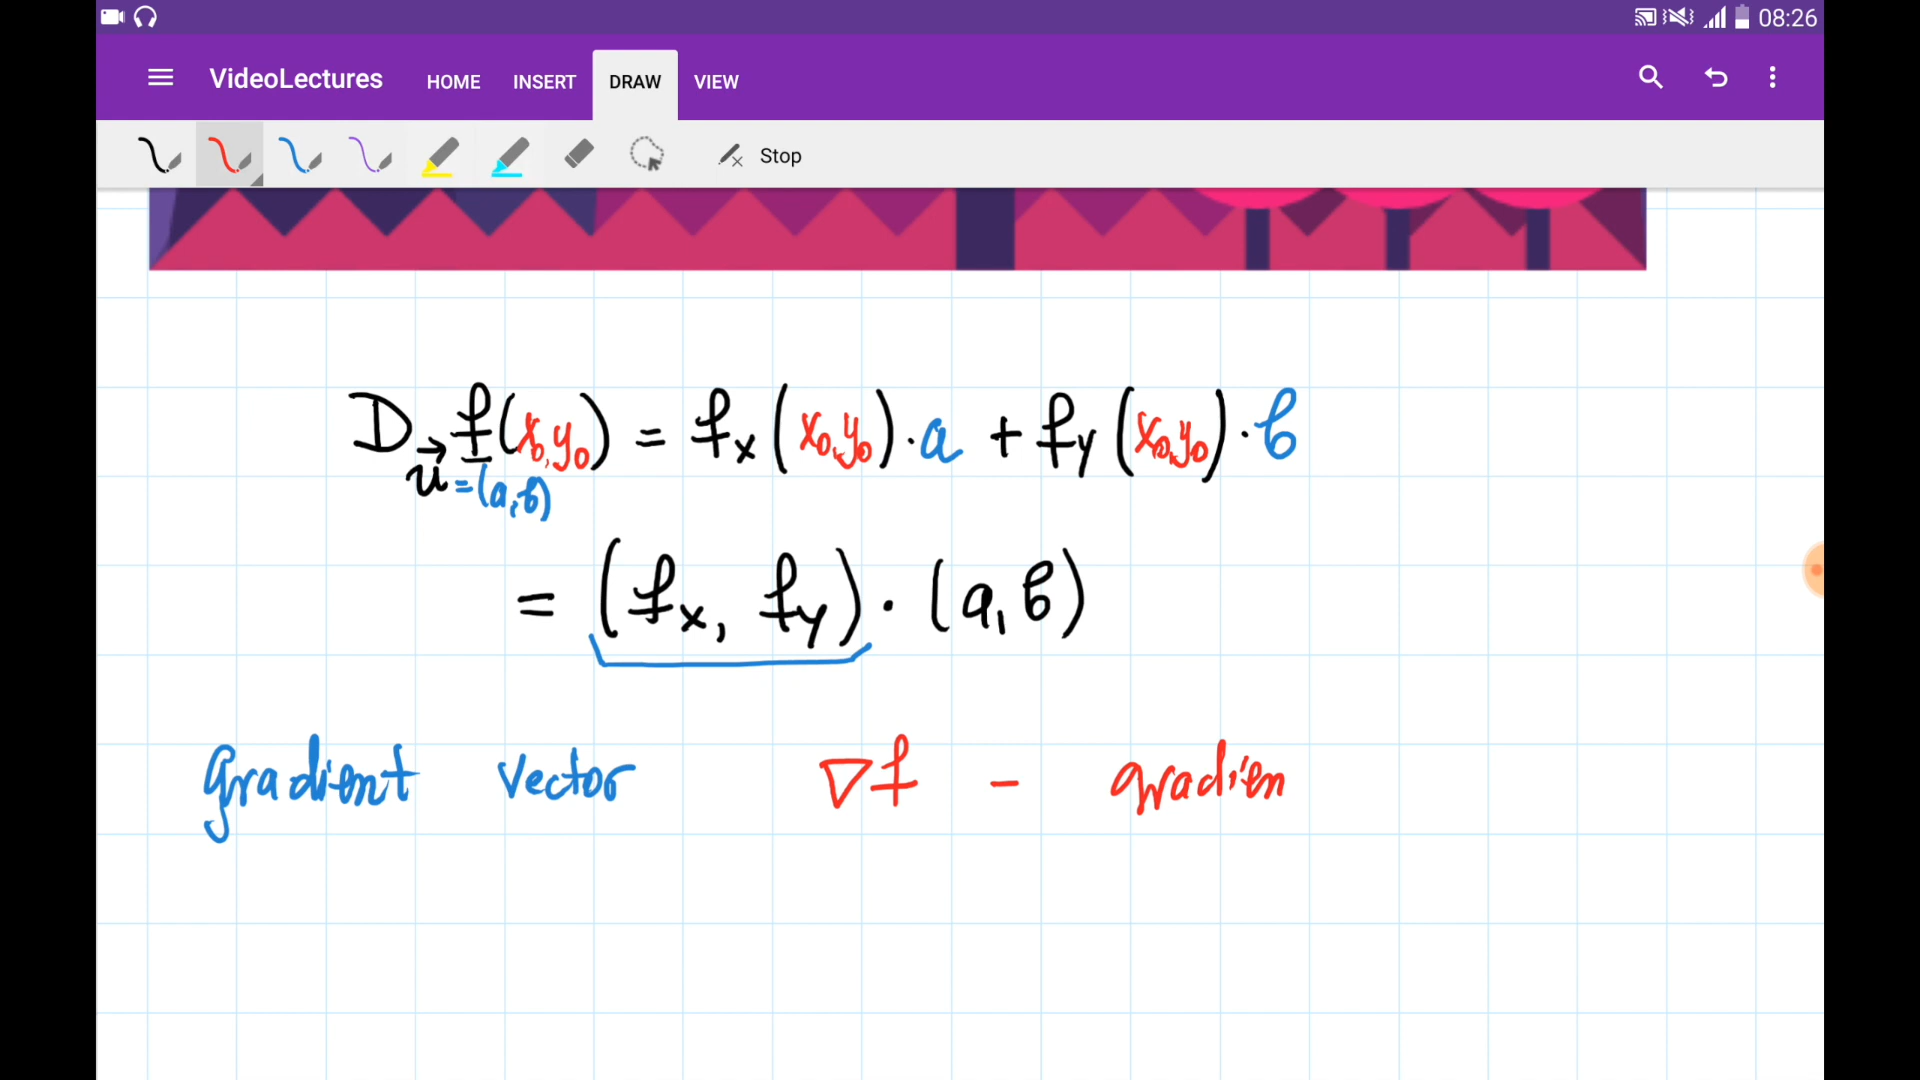 08:26
VideoLectures HOME INSERT DRAW VIEW
Stop
D_{\vec{u}=(a,b)} f(x_0,y_0) = f_x(x_0,y_0)·a + f_y(x_0,y_0)·b
= (f_x, f_y)·(a,b)
gradient vector ∇f – gradien